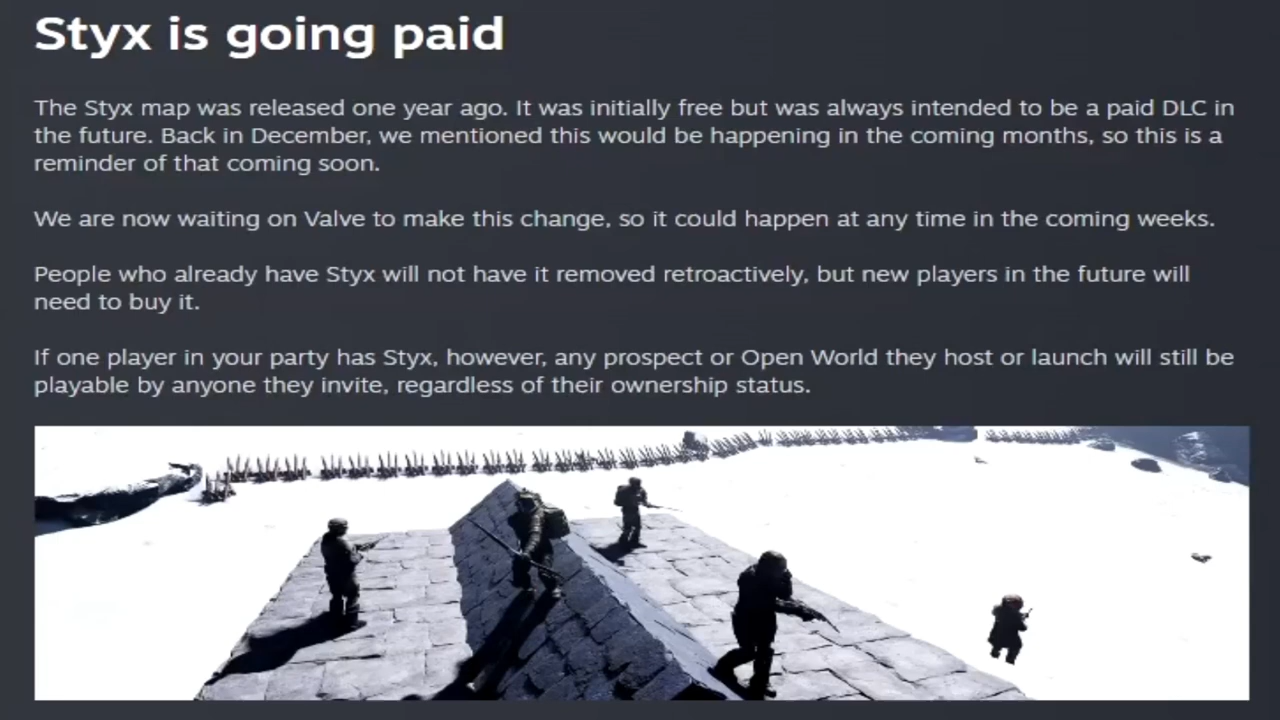 Styx is going paid
The Styx map was released one year ago. It was initially free but was always intended to be a paid DLC in
the future. Back in December, we mentioned this would be happening in the coming months, so this is a
reminder of that coming soon.
We are now waiting on Valve to make this change, so it could happen at any time in the coming weeks.
People who already have Styx will not have it removed retroactively, but new players in the future will
need to buy it.
If one player in your party has Styx, however, any prospect or Open World they host or launch will still be
playable by anyone they invite, regardless of their ownership status.